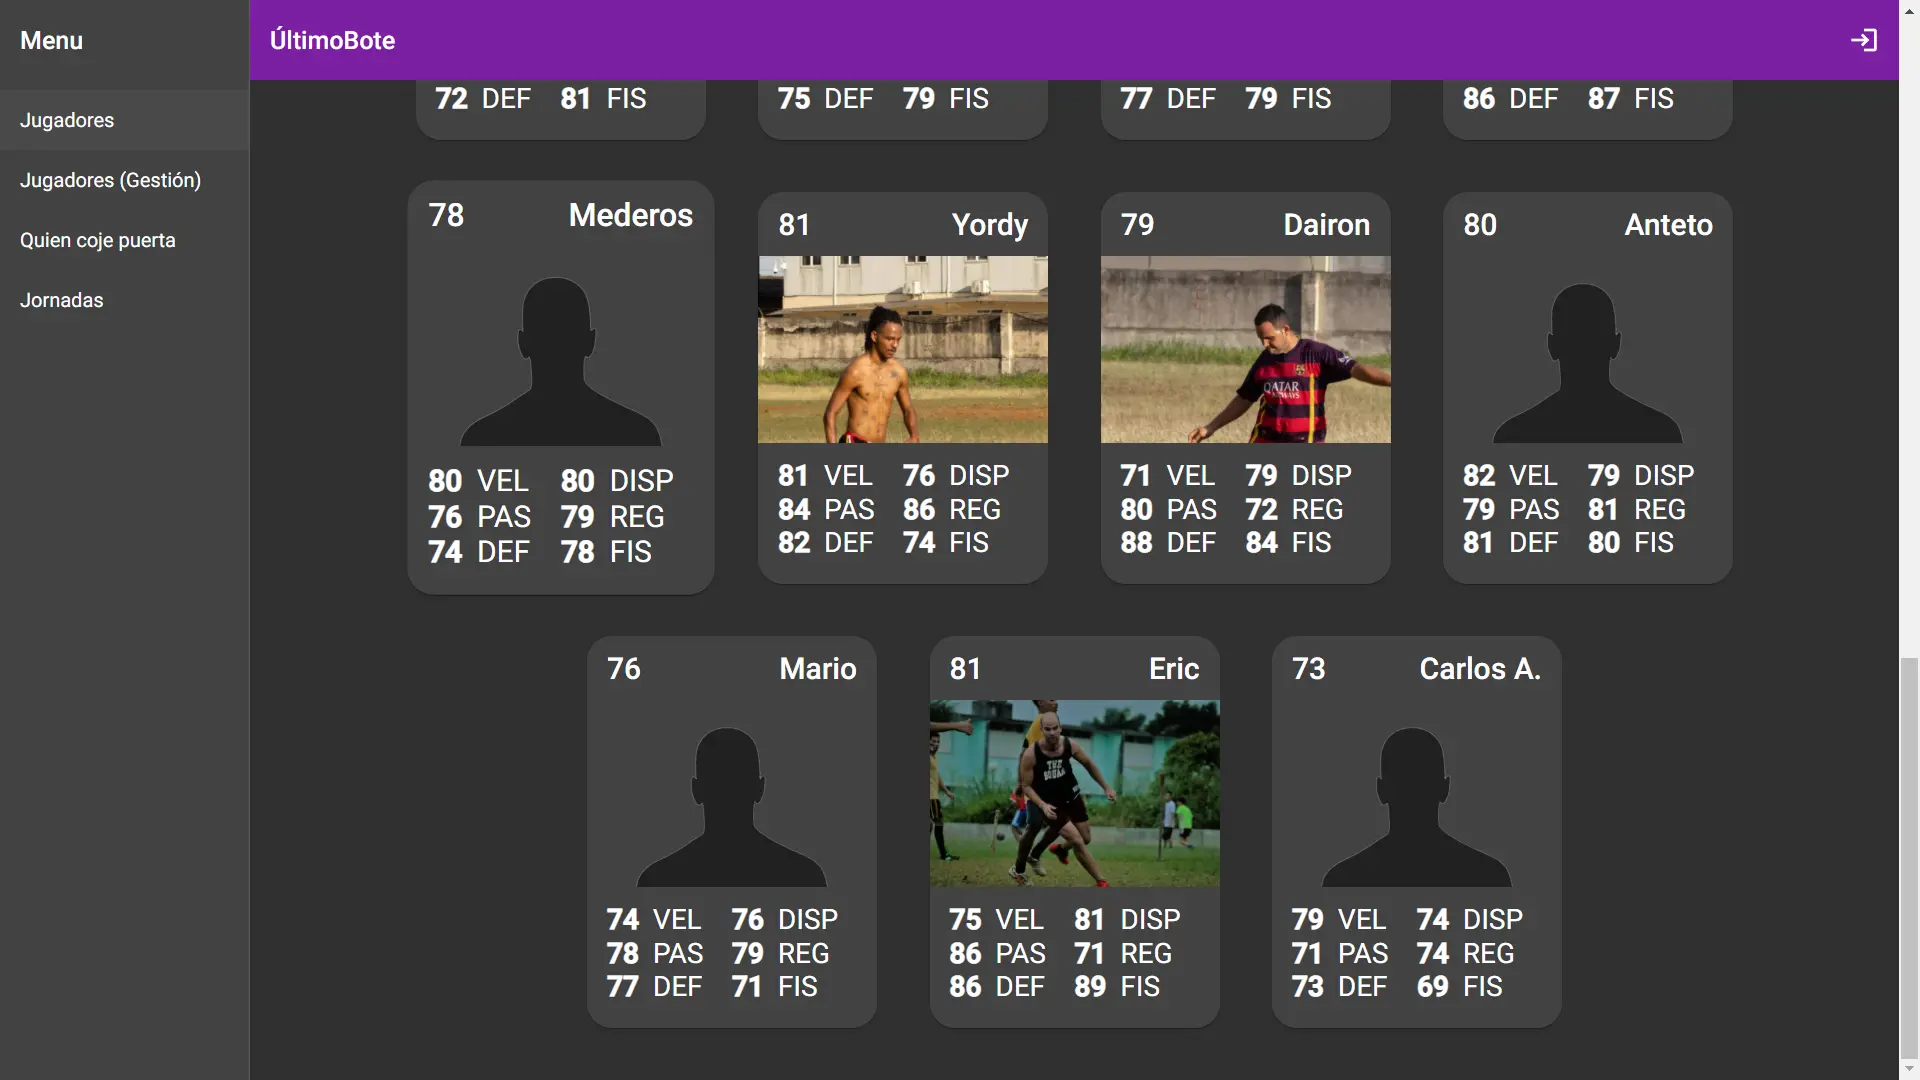 Menu
ÚltimoBote
Jugadores
Jugadores (Gestión)
Quien coje puerta
Jornadas
72 DEF 81 FIS
75 DEF 79 FIS
77 DEF 79 FIS
86 DEF 87 FIS
78 Mederos
80 VEL 80 DISP
76 PAS 79 REG
74 DEF 78 FIS
81 Yordy
81 VEL 76 DISP
84 PAS 86 REG
82 DEF 74 FIS
79 Dairon
QATAR
AIRWAYS
71 VEL 79 DISP
80 PAS 72 REG
88 DEF 84 FIS
80 Anteto
82 VEL 79 DISP
79 PAS 81 REG
81 DEF 80 FIS
76 Mario
74 VEL 76 DISP
78 PAS 79 REG
77 DEF 71 FIS
81 Eric
THE
SQUAD
75 VEL 81 DISP
86 PAS 71 REG
86 DEF 89 FIS
73 Carlos A.
79 VEL 74 DISP
71 PAS 74 REG
73 DEF 69 FIS